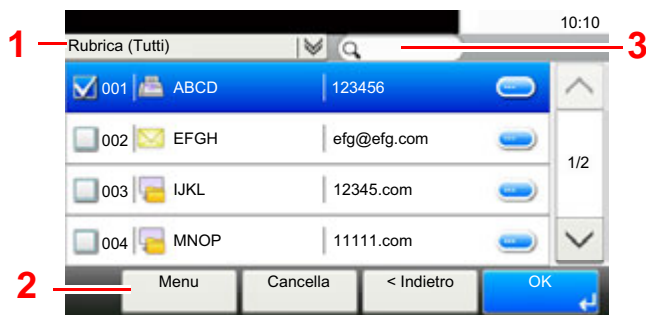 10:10
1
Rubrica (Tutti)
3
001 ABCD 123456
002 EFGH efg@efg.com
1/2
003 IJKL 12345.com
004 MNOP 11111.com
2
Menu Cancella < Indietro OK